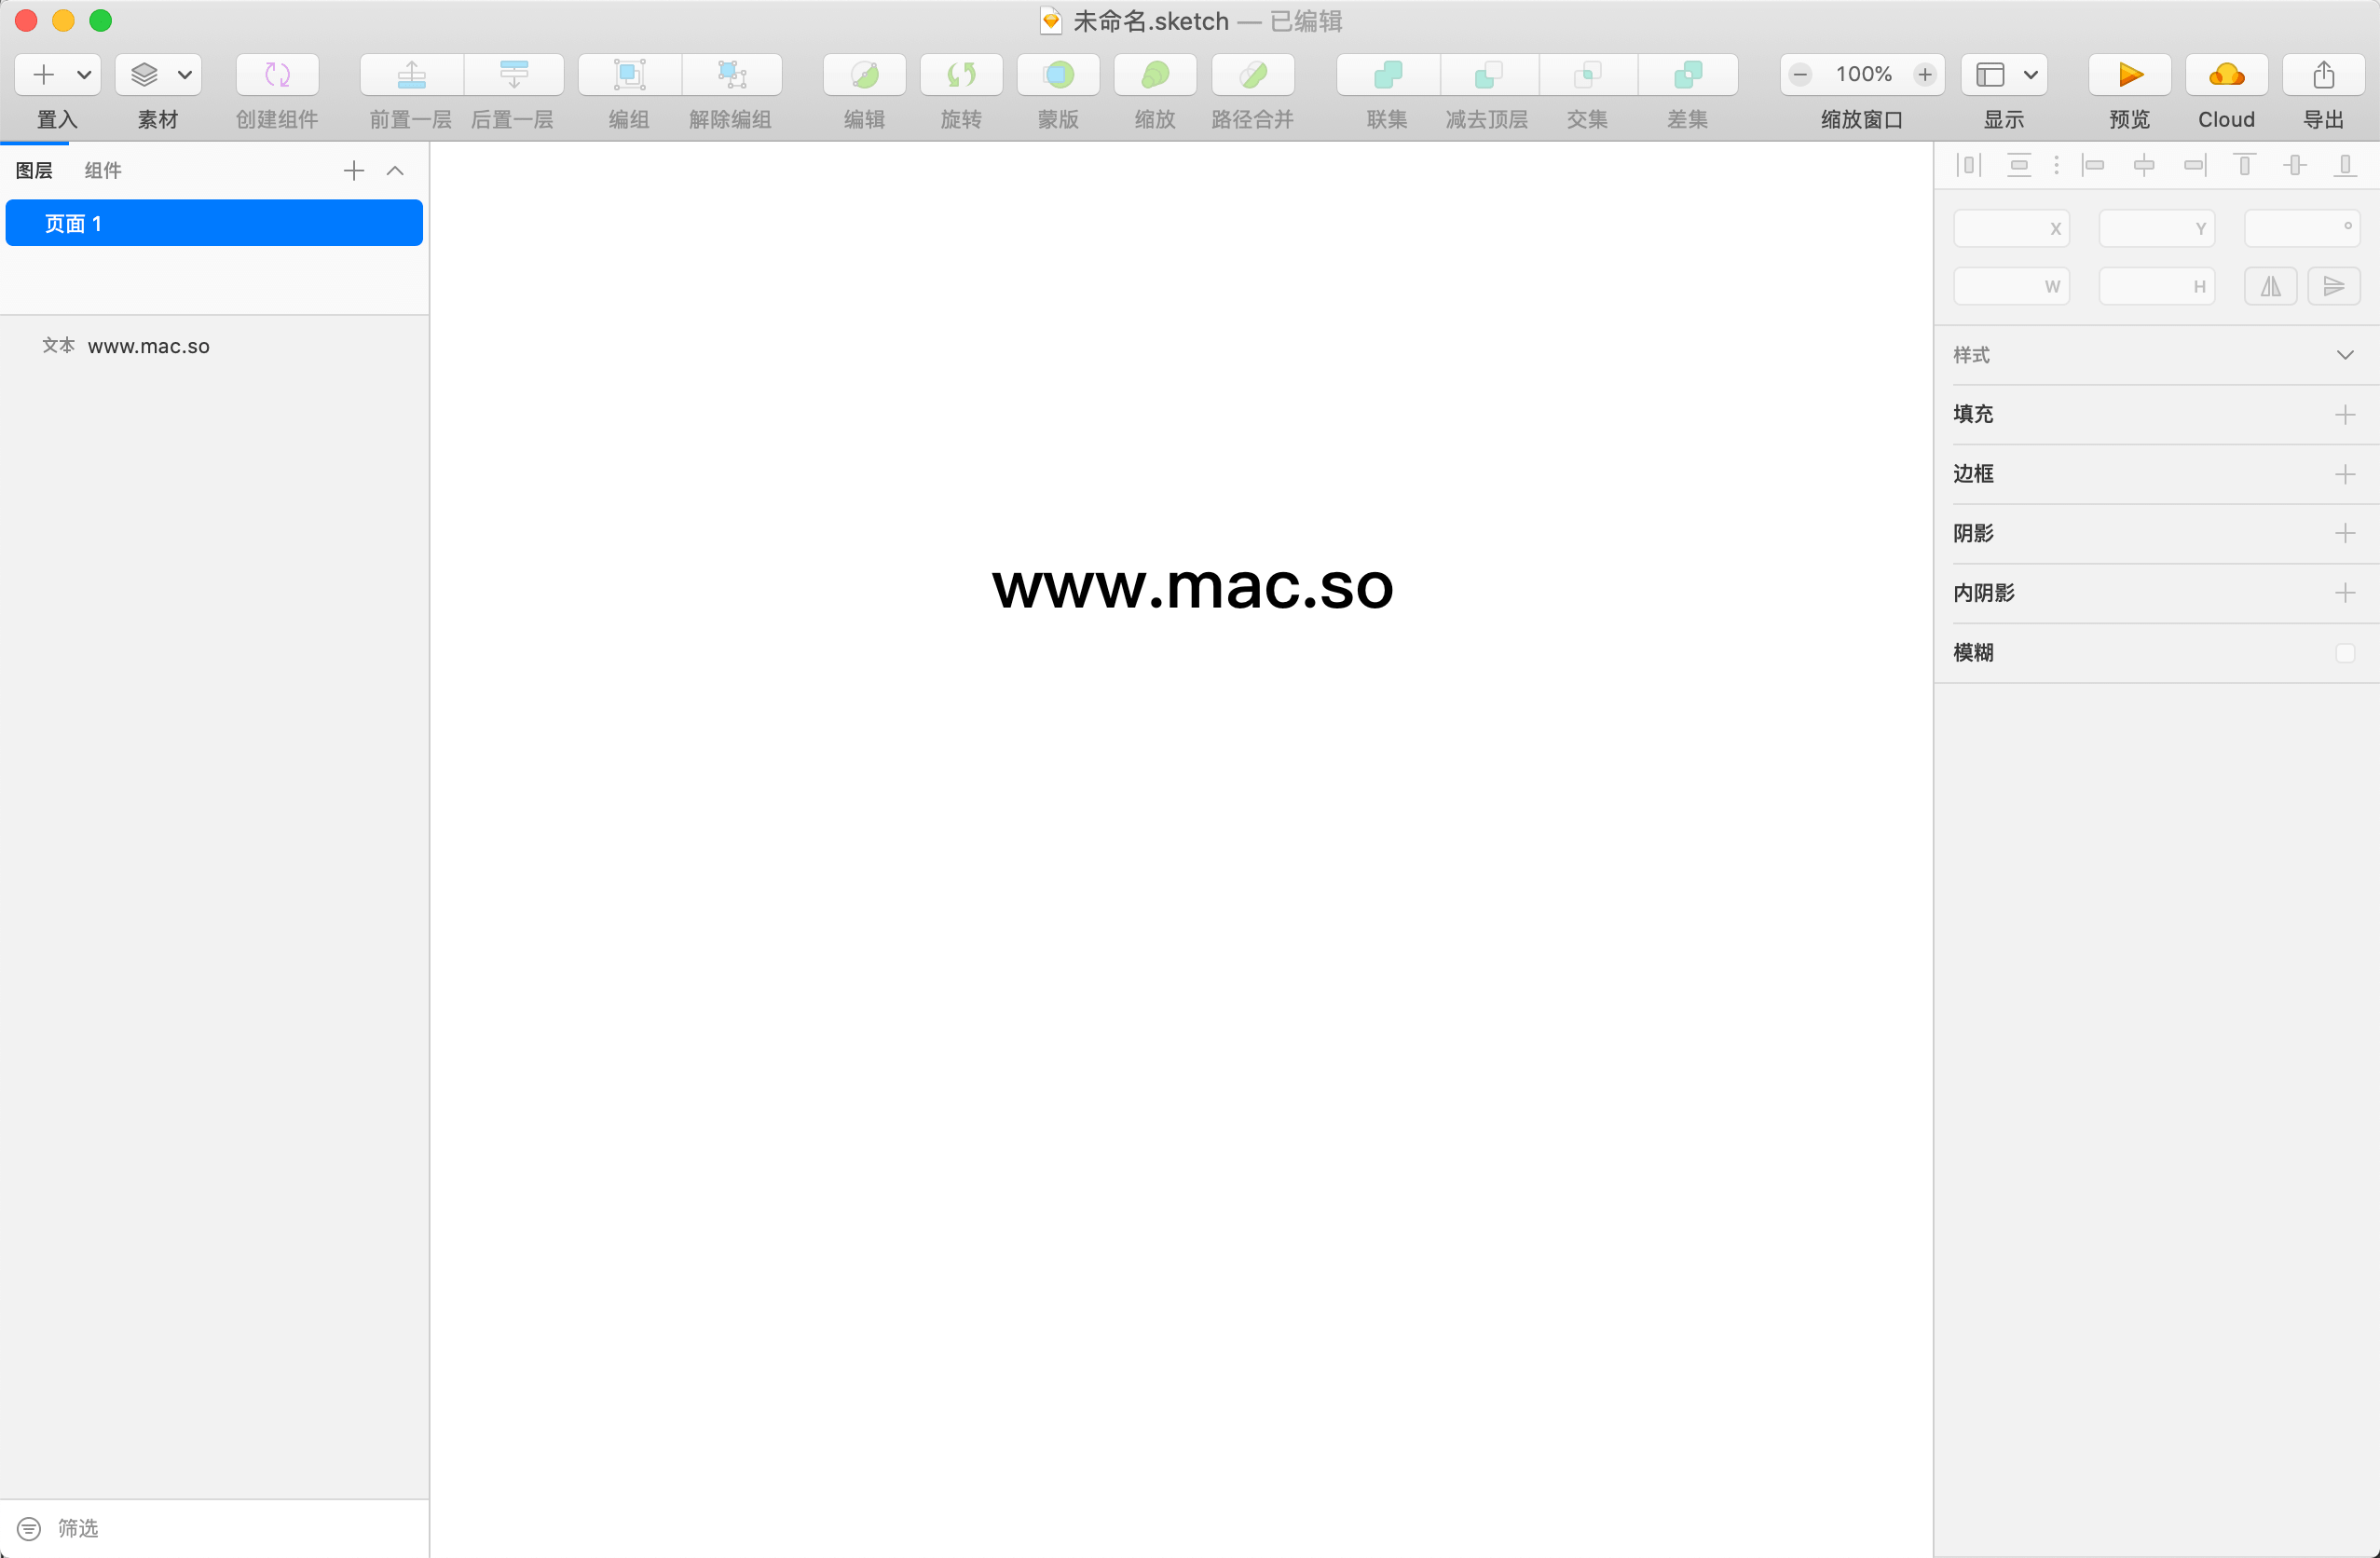 未命名.sketch — 已编辑
100%
置入 素材 创建组件 前置一层 后置一层 编组 解除编组 编辑 旋转 蒙版 缩放 路径合并 联集 减去顶层 交集 差集 缩放窗口 显示 预览 Cloud 导出
图层 组件
页面 1
文本 www.mac.so
www.mac.so
X Y °
W H
样式
填充
边框
阴影
内阴影
模糊
筛选